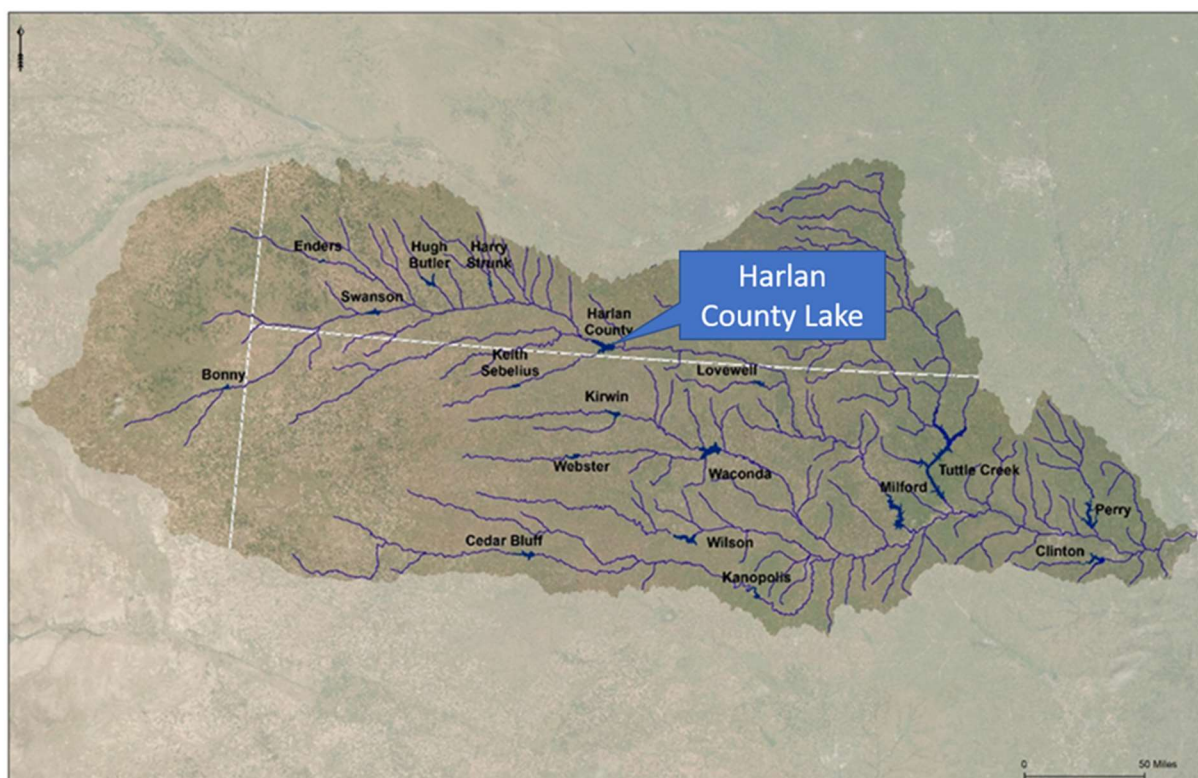 Enders
Hugh
Butler
Harry
Strunk
Swanson
Harlan
County Lake
Harlan
County
Bonny
Keith
Sebelius
Lovewell
Kirwin
Webster
Waconda
Tuttle Creek
Milford
Perry
Cedar Bluff
Wilson
Clinton
Kanopolis
0
50 Miles